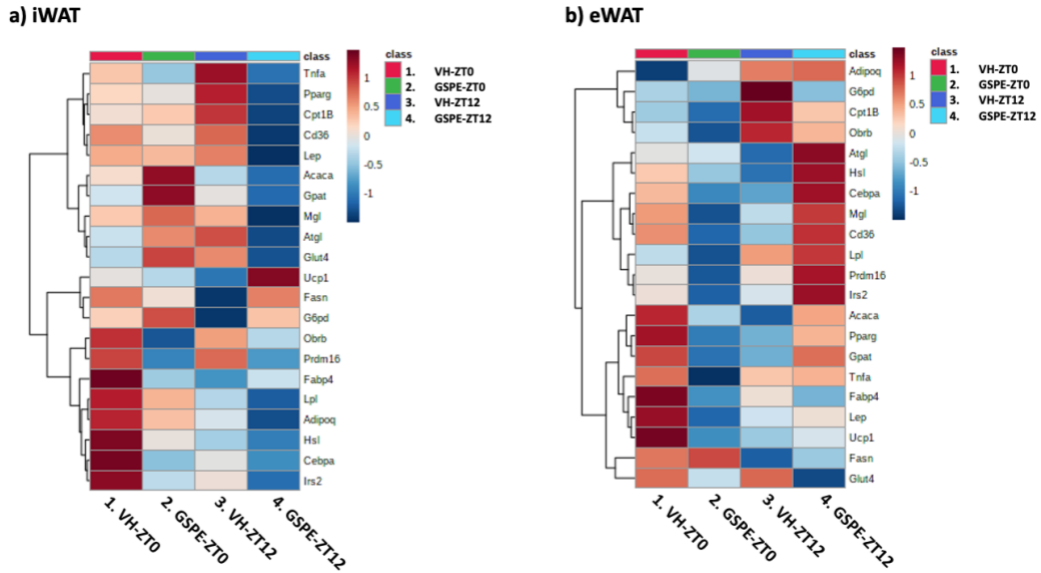 a) iWAT
class
Tnfa
Pparg
Cpt1B
Cd36
Lep
Acaca
Gpat
Mgl
Atgl
Glut4
Ucp1
Fasn
G6pd
Obrb
Prdm16
Fabp4
Lpl
Adipoq
Hsl
Cebpa
Irs2
1
0.5
0
-0.5
-1
class
1. VH-ZT0
2. GSPE-ZT0
3. VH-ZT12
4. GSPE-ZT12
1. VH-ZT0
2. GSPE-ZT0
3. VH-ZT12
4. GSPE-ZT12
b) eWAT
class
Adipoq
G6pd
Cpt1B
Obrb
Atgl
Hsl
Cebpa
Mgl
Cd36
Lpl
Prdm16
Irs2
Acaca
Pparg
Gpat
Tnfa
Fabp4
Lep
Ucp1
Fasn
Glut4
1
0.5
0
-0.5
-1
class
1. VH-ZT0
2. GSPE-ZT0
3. VH-ZT12
4. GSPE-ZT12
1. VH-ZT0
2. GSPE-ZT0
3. VH-ZT12
4. GSPE-ZT12